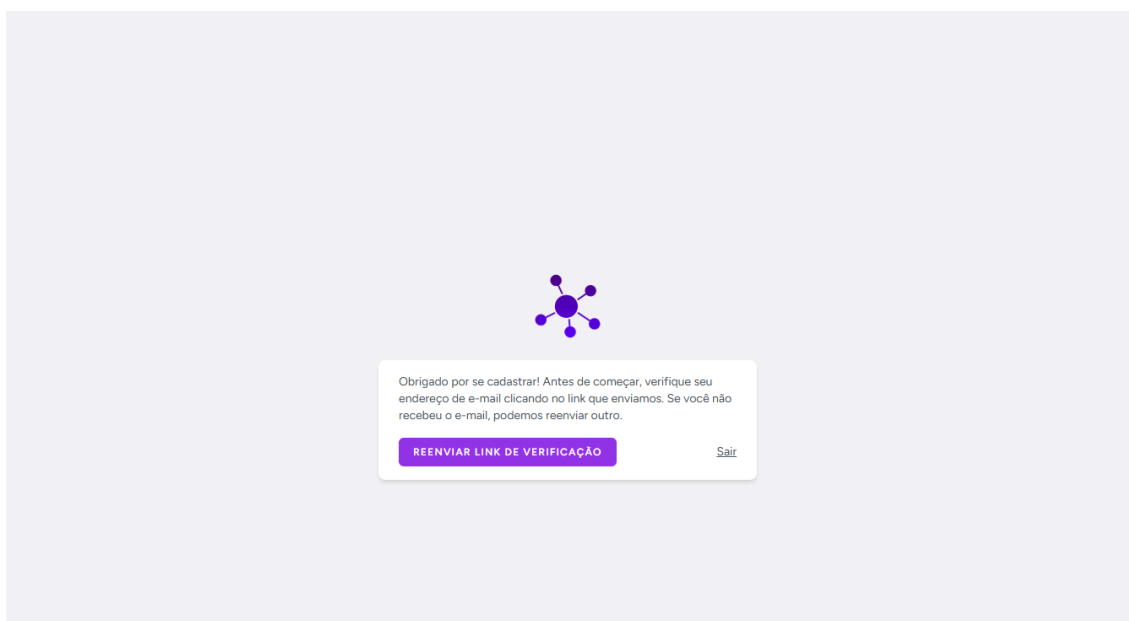 Obrigado por se cadastrar! Antes de começar, verifique seu
endereço de e-mail clicando no link que enviamos. Se você não
recebeu o e-mail, podemos reenviar outro.
REENVIAR LINK DE VERIFICAÇÃO
Sair